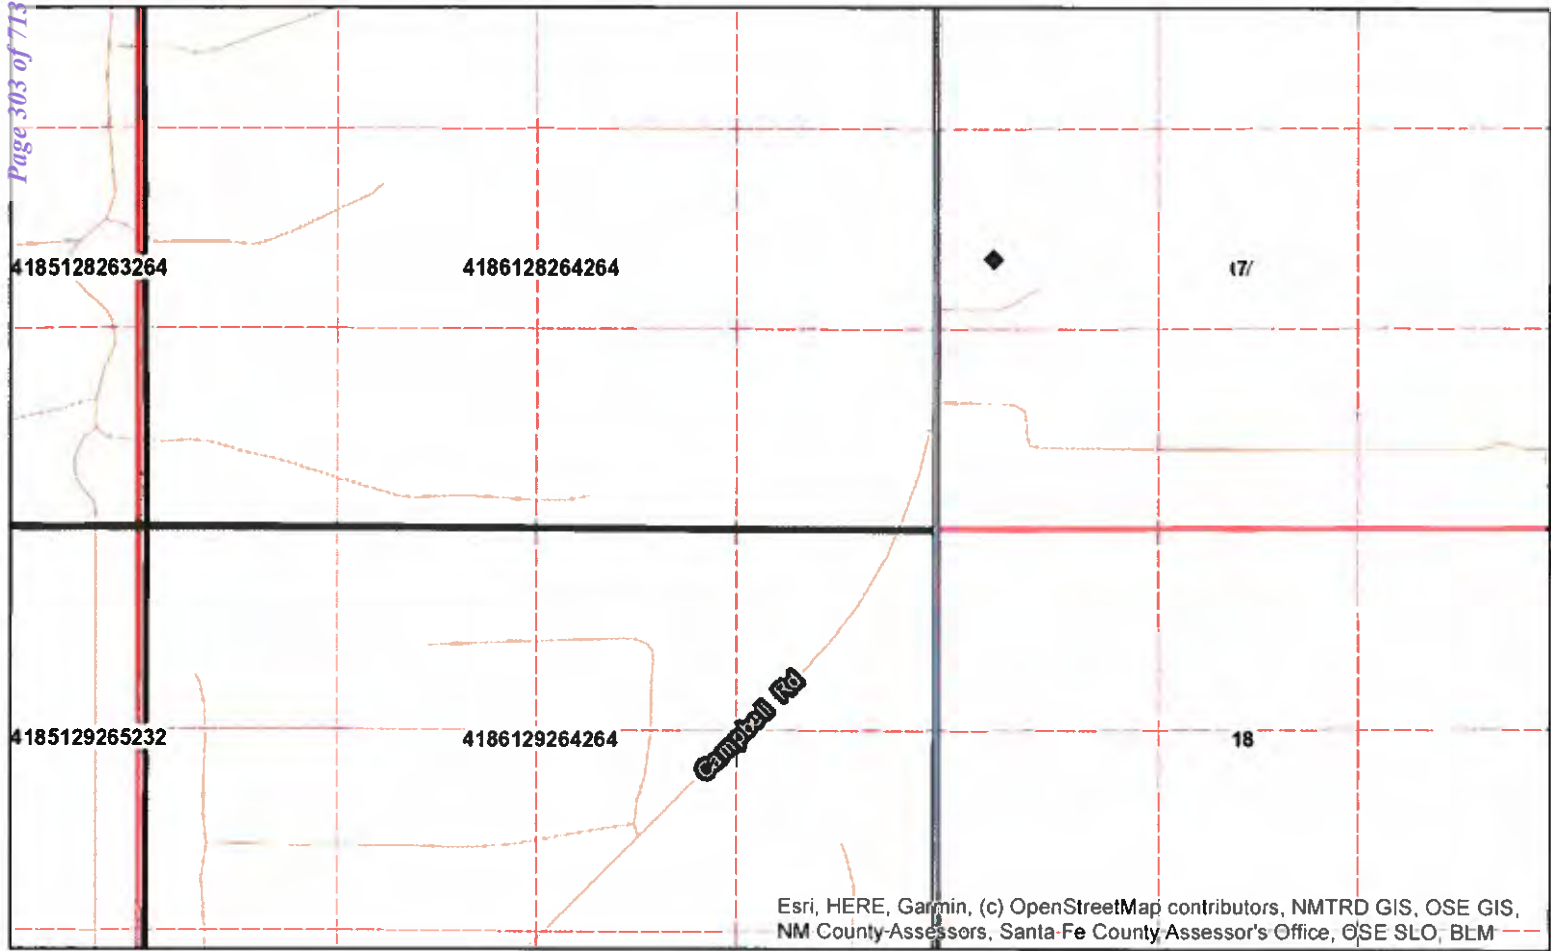 Page 303 of 713
4185128263264
4186128264264
Campbell Rd
4185129265232
4186129264264
18
Esri, HERE, Garmin, (c) OpenStreetMap contributors, NMTRD GIS, OSE GIS,
NM County Assessors, Santa Fe County Assessor's Office, OSE SLO, BLM